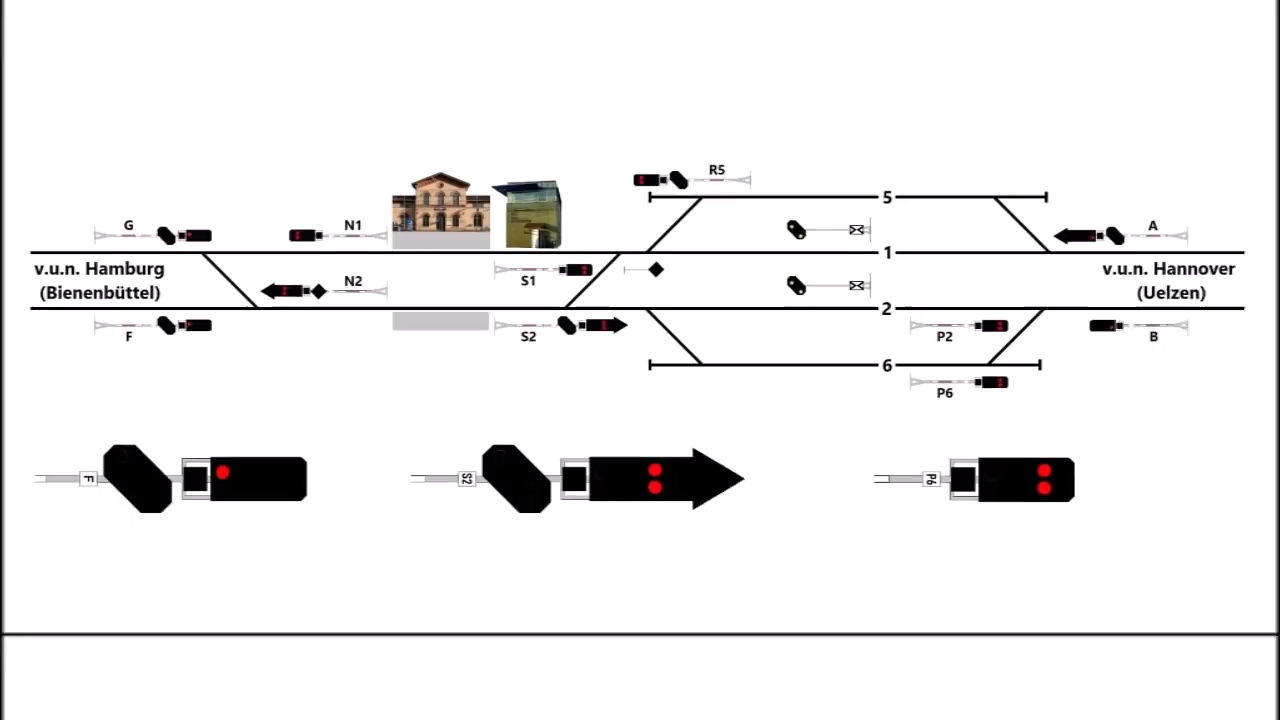 R5
5
G
N1
A
1
v.u.n. Hamburg
(Bienenbüttel)
S1
v.u.n. Hannover
(Uelzen)
N2
2
F
S2
P2
B
6
P6
F
S2
P6